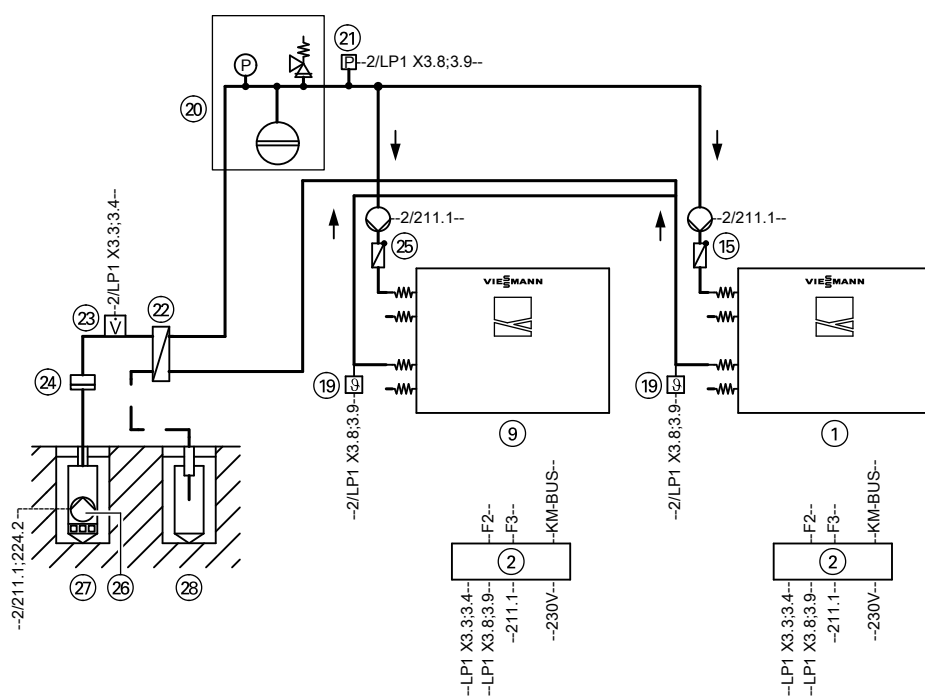 21
P
P--2/LP1 X3.8;3.9--
20
--2/LP1 X3.3;3.4--
--2/211.1--
--2/211.1--
25
15
VIESSMANN
VIESSMANN
23
V
22
24
19
ϑ
19
ϑ
--2/LP1 X3.8;3.9--
--2/LP1 X3.8;3.9--
9
1
--2/211.1;224.2
27
26
28
--F2--
--F3--
--KM-BUS--
2
--LP1 X3.3;3.4--
--LP1 X3.8;3.9--
--211.1--
--230V--
--F2--
--F3--
--KM-BUS--
2
--LP1 X3.3;3.4--
--LP1 X3.8;3.9--
--211.1--
--230V--